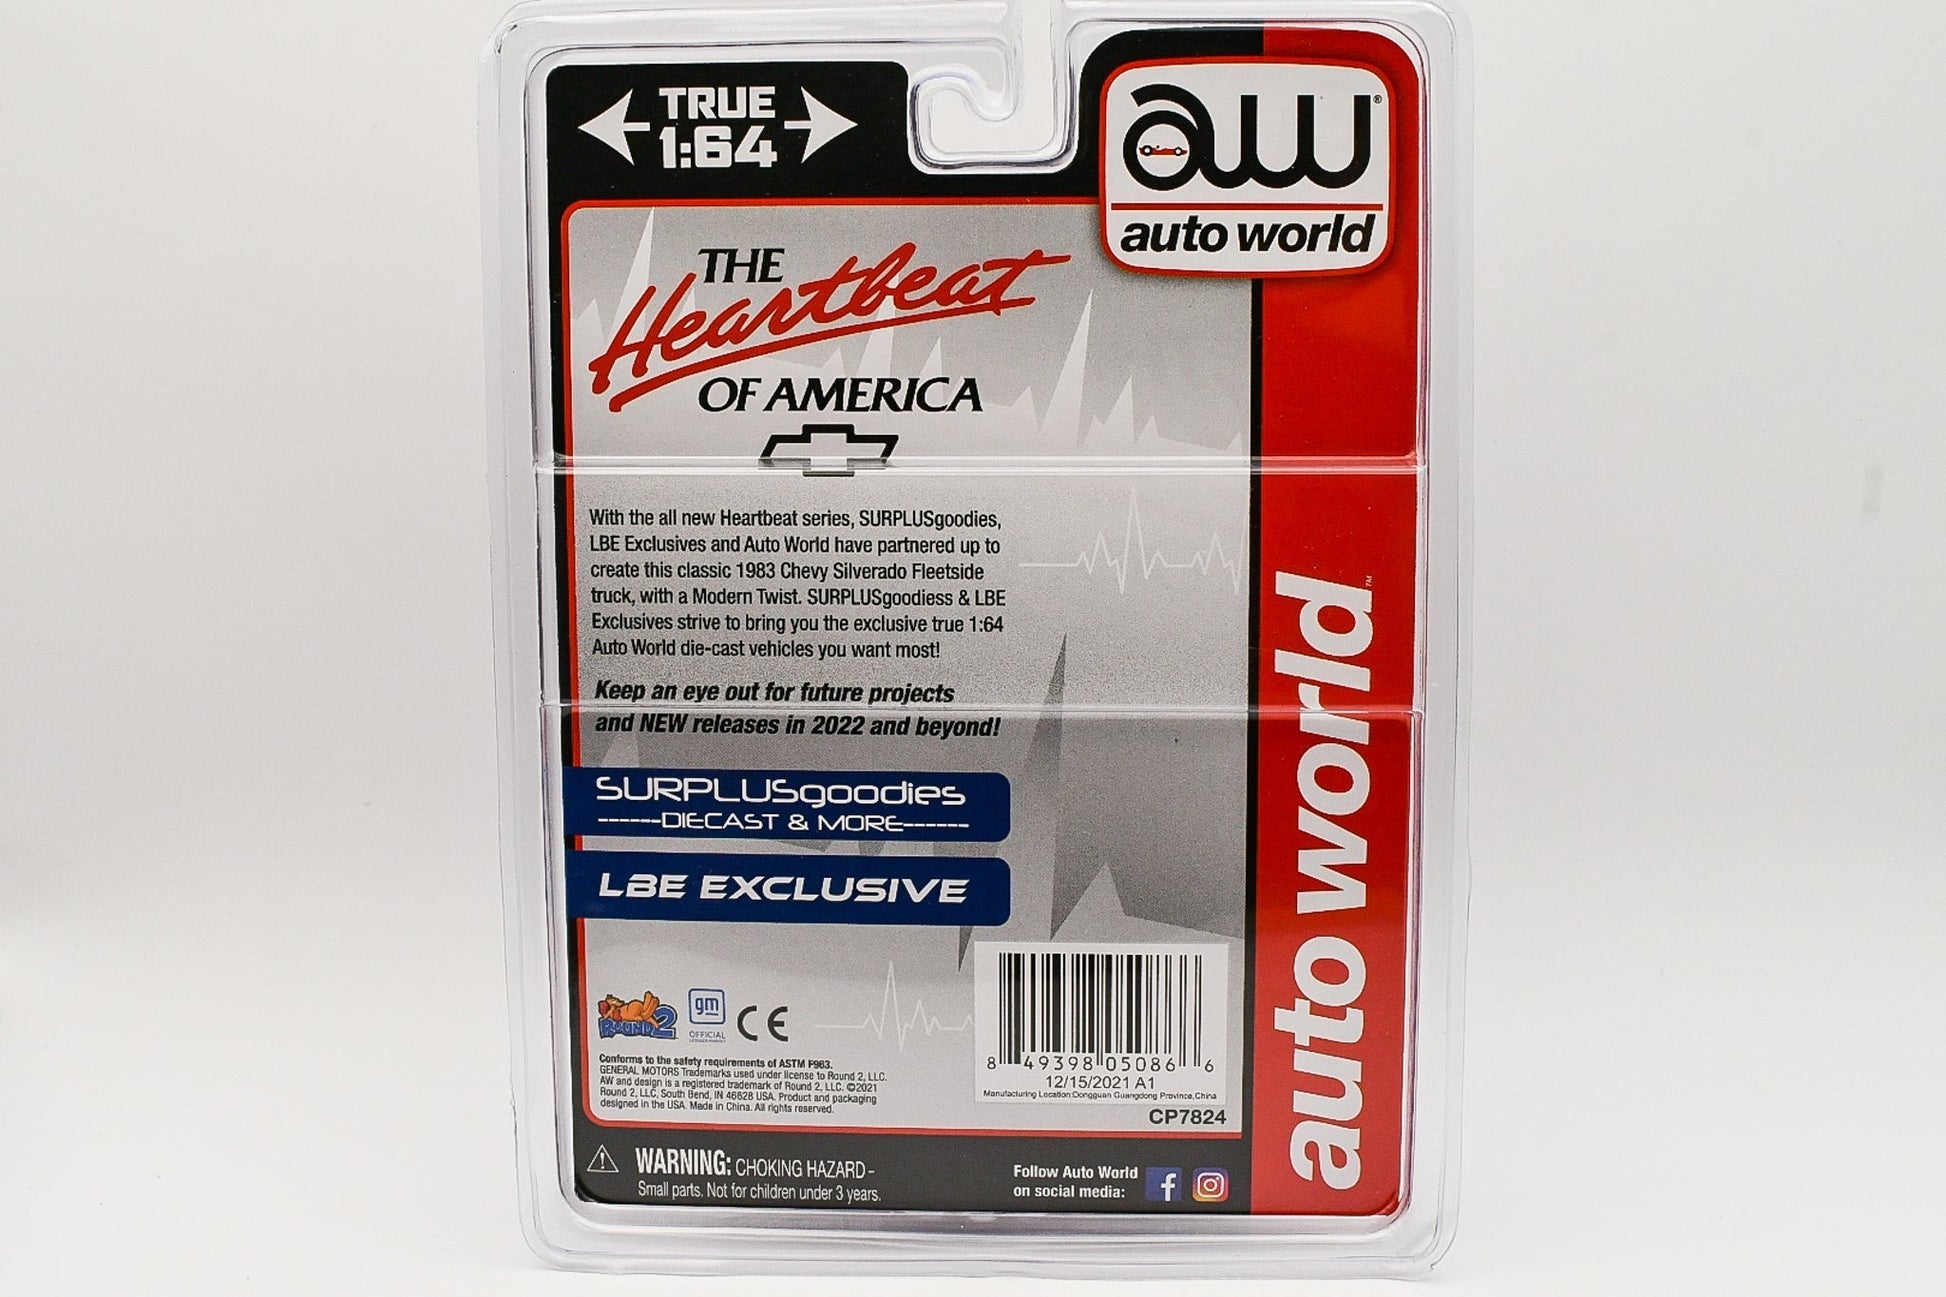 TRUE
1:64
aw®
auto world
THE
Heartbeat
OF AMERICA
With the all new Heartbeat series, SURPLUSgoodies,
LBE Exclusives and Auto World have partnered up to
create this classic 1983 Chevy Silverado Fleetside
truck, with a Modern Twist. SURPLUSgoodiess & LBE
Exclusives strive to bring you the exclusive true 1:64
Auto World die-cast vehicles you want most!
Keep an eye out for future projects
and NEW releases in 2022 and beyond!
SURPLUSgoodies
------DIECAST & MORE------
LBE EXCLUSIVE
auto world™
ROUND 2
gm
OFFICIAL
CE
Conforms to the safety requirements of ASTM F963.
GENERAL MOTORS Trademarks used under license to Round 2, LLC.
AW and design is a registered trademark of Round 2, LLC. ©2021
Round 2, LLC, South Bend, IN 46628 USA. Product and packaging
designed in the USA. Made in China. All rights reserved.
8 49398 05086 6
12/15/2021 A1
Manufacturing Location:Dongguan Guangdong Province,China
CP7824
WARNING: CHOKING HAZARD -
Small parts. Not for children under 3 years.
Follow Auto World
on social media: